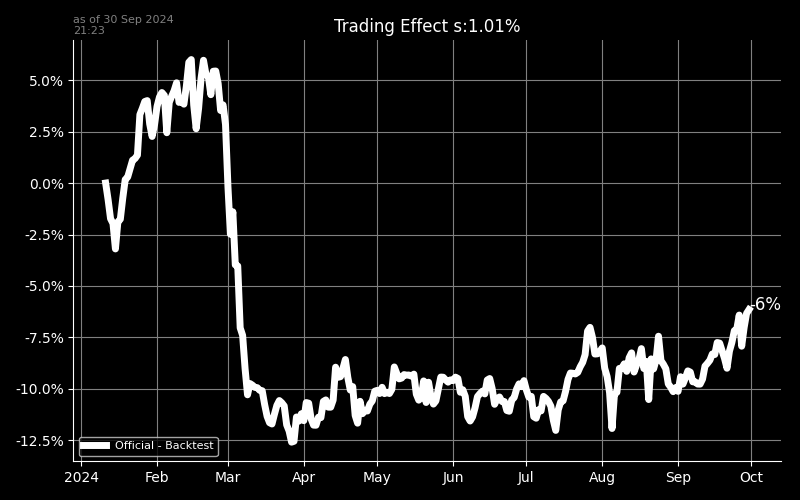 as of 30 Sep 2024
21:23
Trading Effect s:1.01%
5.0%
2.5%
0.0%
-2.5%
-5.0%
-7.5%
-10.0%
-12.5%
-6%
Official - Backtest
2024 Feb Mar Apr May Jun Jul Aug Sep Oct